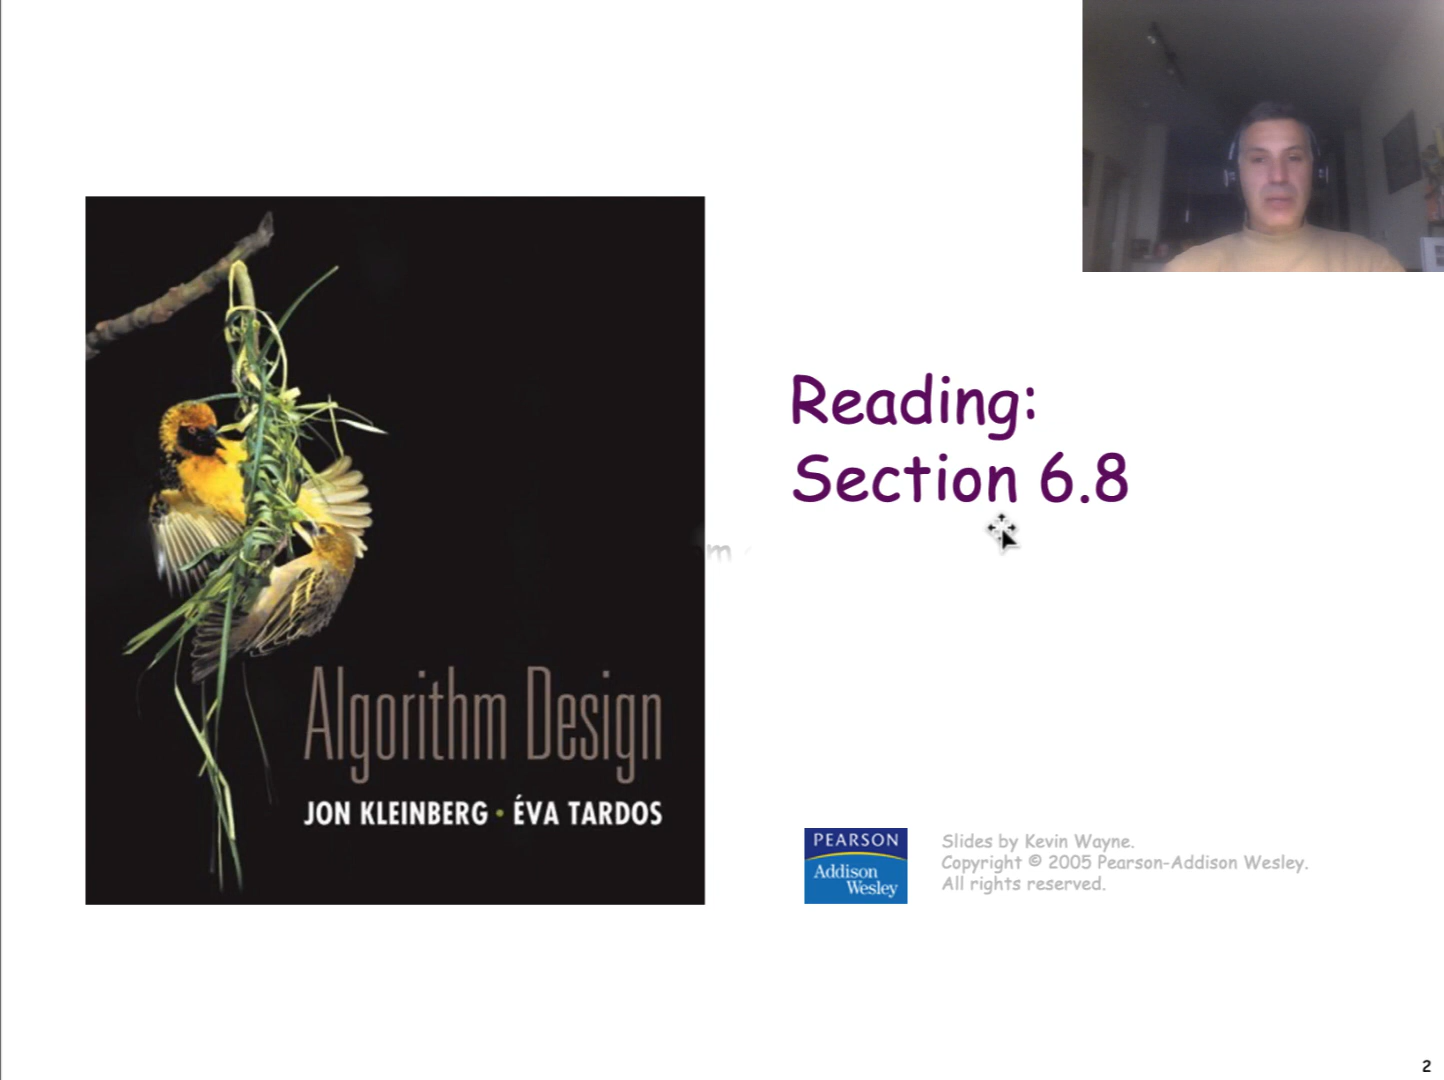 Reading:
Section 6.8
Algorithm Design
JON KLEINBERG • ÉVA TARDOS
PEARSON
Addison
Wesley
Slides by Kevin Wayne.
Copyright © 2005 Pearson-Addison Wesley.
All rights reserved.
2